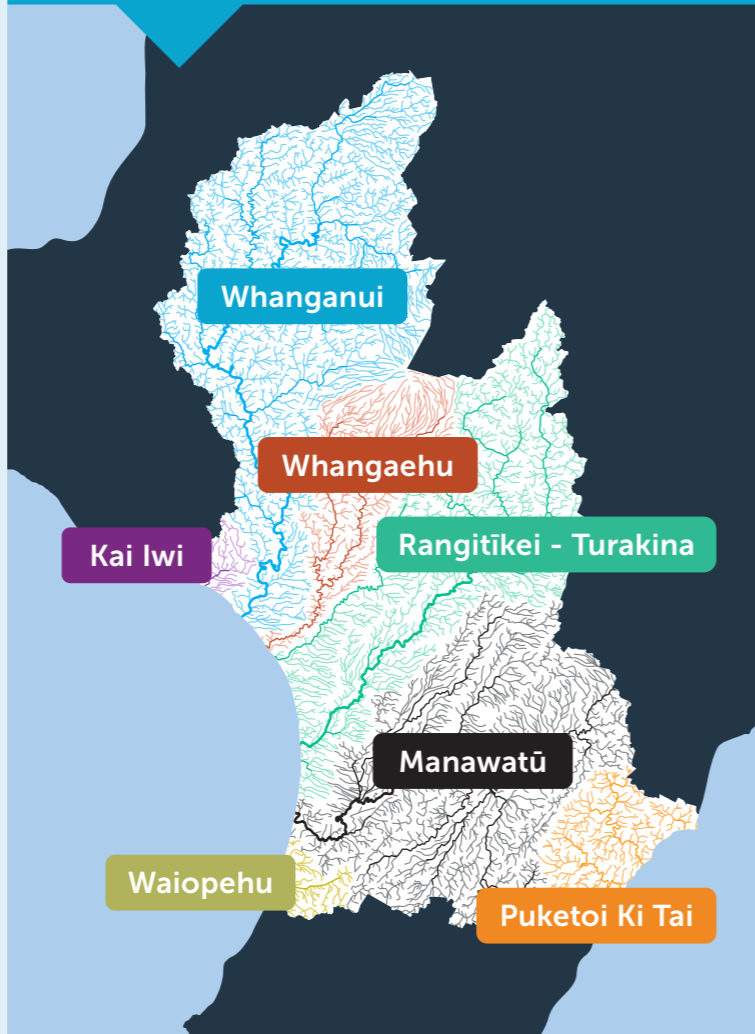 Whanganui
Whangaehu
Rangitīkei - Turakina
Kai Iwi
Manawatū
Waiopehu
Puketoi Ki Tai